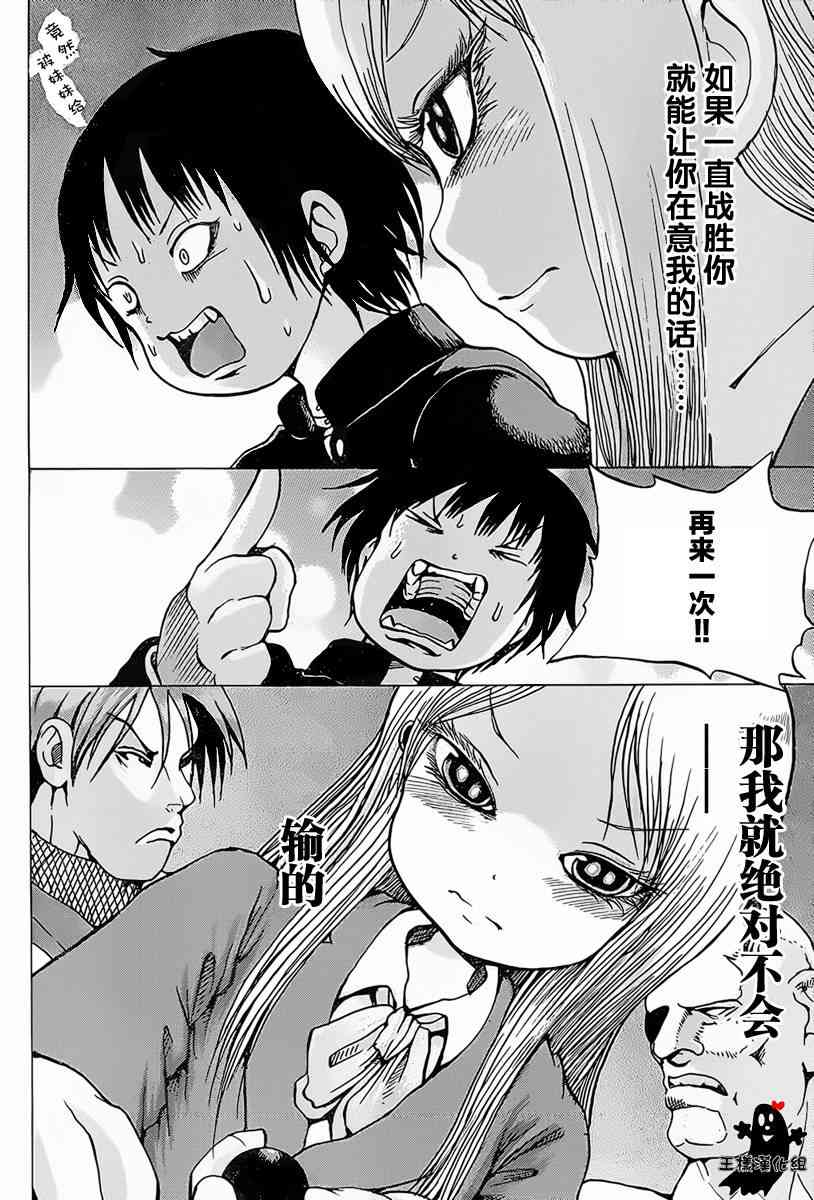 如果一直战胜你
就能让你在意我的话……
竟然
被妹妹给
再来一次!!
那我就绝对不会
——
输的
王様漢化組